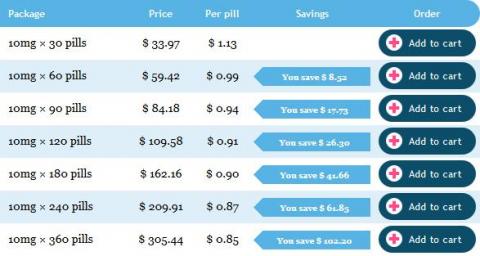 Package Price Per pill Savings Order
10mg × 30 pills $ 33.97 $ 1.13 Add to cart
10mg × 60 pills $ 59.42 $ 0.99 You save $ 8.52 Add to cart
10mg × 90 pills $ 84.18 $ 0.94 You save $ 17.73 Add to cart
10mg × 120 pills $ 109.58 $ 0.91 You save $ 26.30 Add to cart
10mg × 180 pills $ 162.16 $ 0.90 You save $ 41.66 Add to cart
10mg × 240 pills $ 209.91 $ 0.87 You save $ 61.85 Add to cart
10mg × 360 pills $ 305.44 $ 0.85 You save $ 102.20 Add to cart